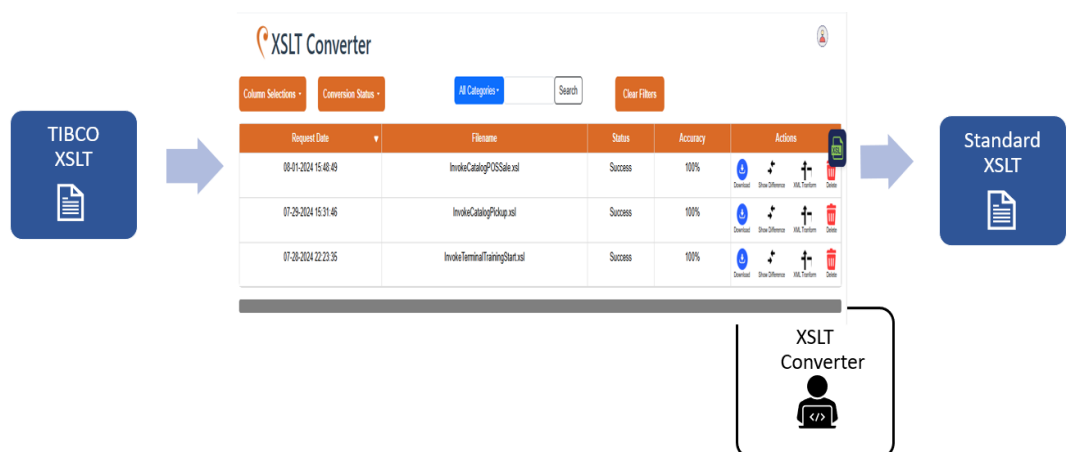 XSLT Converter
Column Selections
Conversion Status
All Categories
Search
Clear Filters
TIBCO
XSLT
Request Date Filename Status Accuracy Actions
XSL
08-01-2024 15:48:49 InvokeCatalogPOSSale.xsl Success 100%
Download Show Difference XML Tranform Delete
07-29-2024 15:31:46 InvokeCatalogPickup.xsl Success 100%
Download Show Difference XML Tranform Delete
07-28-2024 22:23:35 InvokeTerminalTrainingStart.xsl Success 100%
Download Show Difference XML Tranform Delete
Standard
XSLT
XSLT
Converter
</>